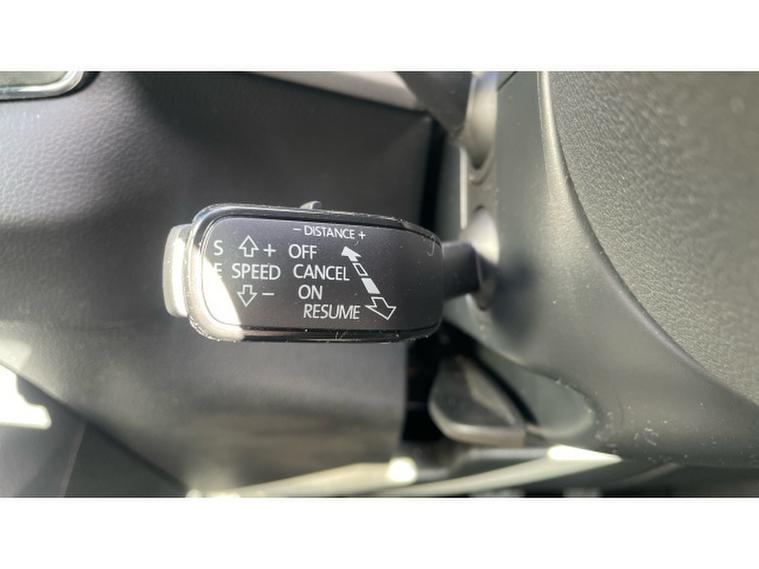 – DISTANCE +
S + OFF
E SPEED CANCEL
– ON
RESUME